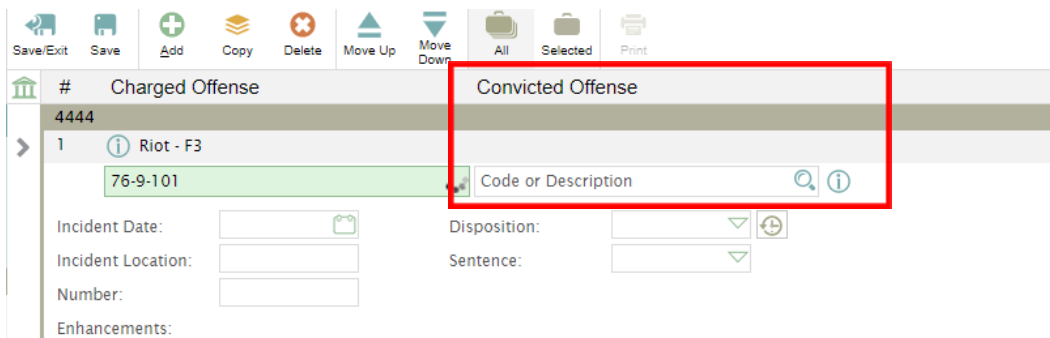 Save/Exit Save Add Copy Delete Move Up Move Down All Selected Print
# Charged Offense Convicted Offense
4444
1 Riot - F3
76-9-101 Code or Description
Incident Date: Disposition:
Incident Location: Sentence:
Number:
Enhancements: